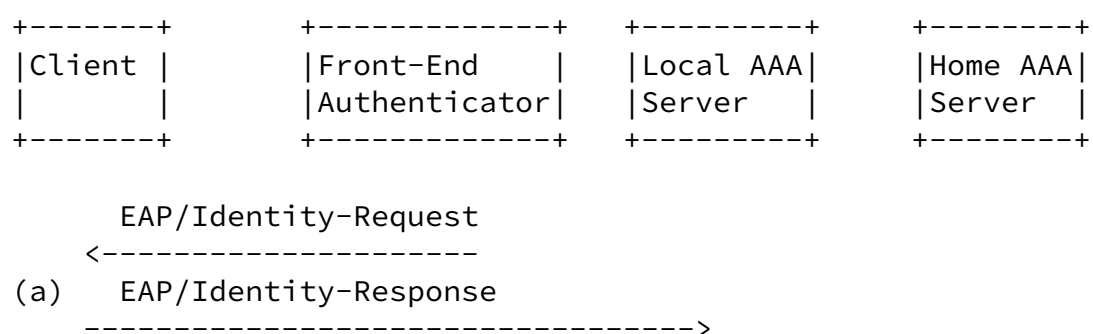 +-------+ +-------------+ +---------+ +--------+
|Client | |Front-End | |Local AAA| |Home AAA|
| | |Authenticator| |Server | |Server |
+-------+ +-------------+ +---------+ +--------+
EAP/Identity-Request
<---------------------
(a) EAP/Identity-Response
---------------------------------->